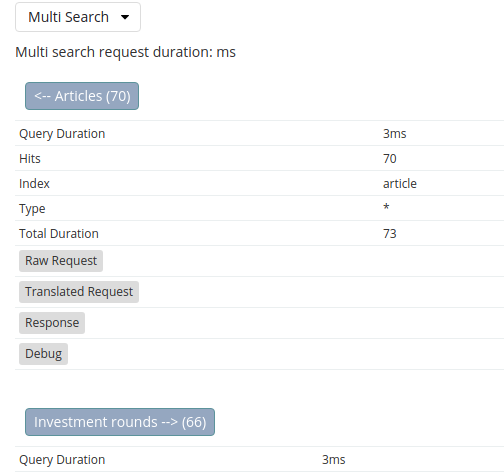 Multi Search
Multi search request duration: ms
<-- Articles (70)
Query Duration 3ms
Hits 70
Index article
Type *
Total Duration 73
Raw Request
Translated Request
Response
Debug
Investment rounds --> (66)
Query Duration 3ms